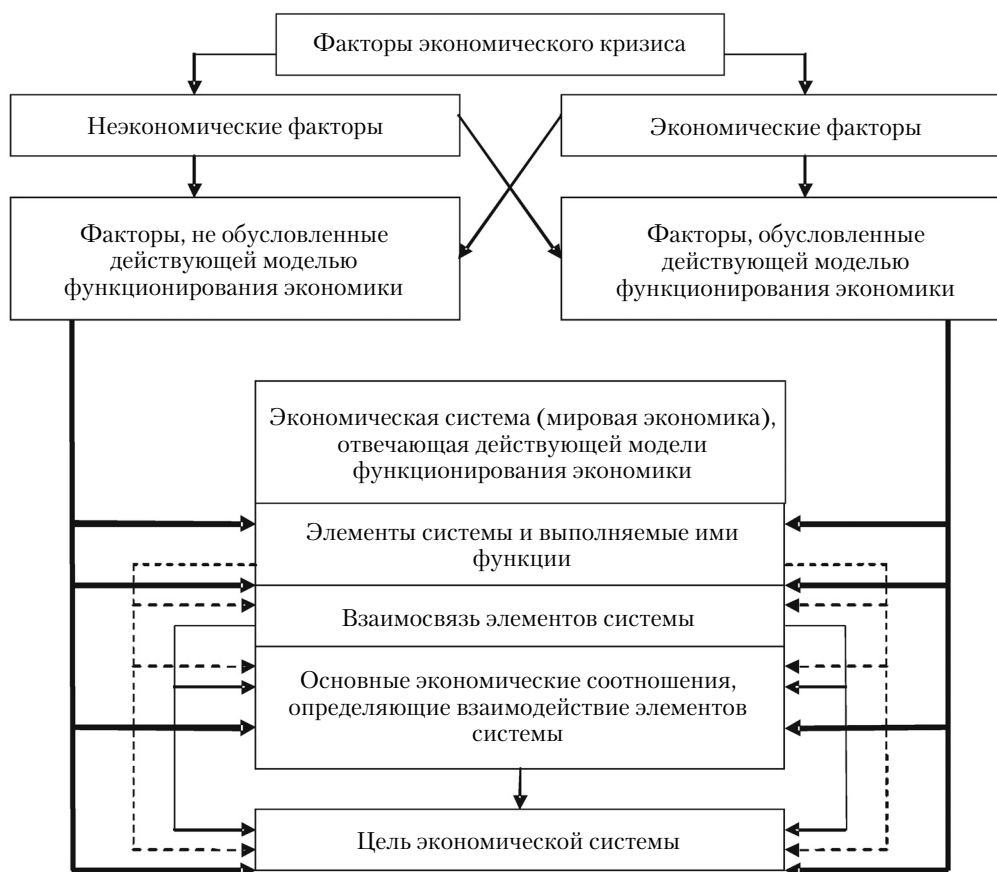 Факторы экономического кризиса
Неэкономические факторы
Экономические факторы
Факторы, не обусловленные
действующей моделью
функционирования экономики
Факторы, обусловленные
действующей моделью
функционирования экономики
Экономическая система (мировая экономика),
отвечающая действующей модели
функционирования экономики
Элементы системы и выполняемые ими
функции
Взаимосвязь элементов системы
Основные экономические соотношения,
определяющие взаимодействие элементов
системы
Цель экономической системы